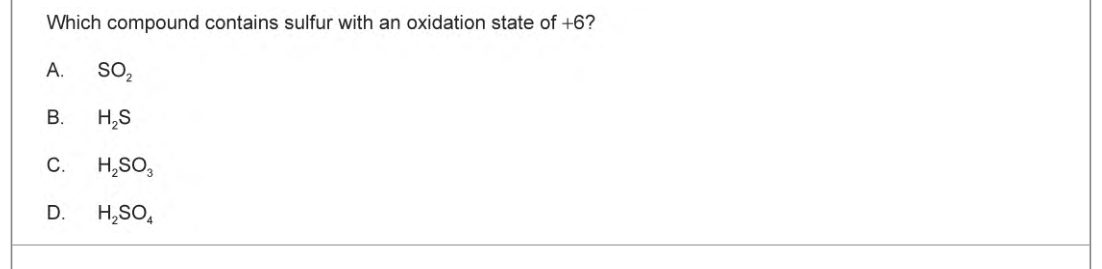 Which compound contains sulfur with an oxidation state of +6?
A. SO₂
B. H₂S
C. H₂SO₃
D. H₂SO₄